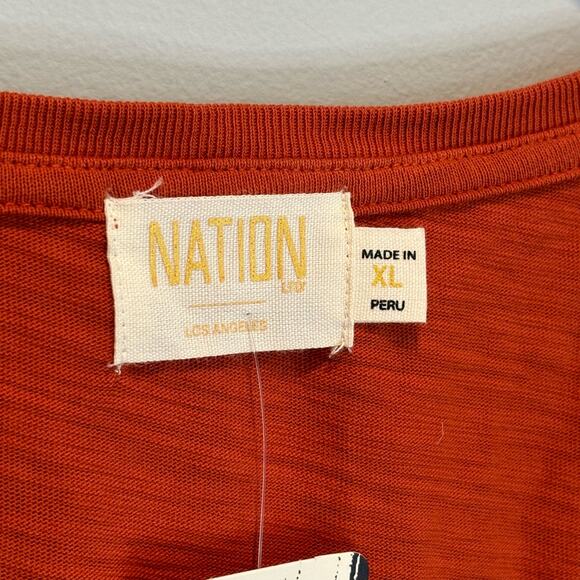 NATION
LTD
LOS ANGELES
MADE IN
XL
PERU